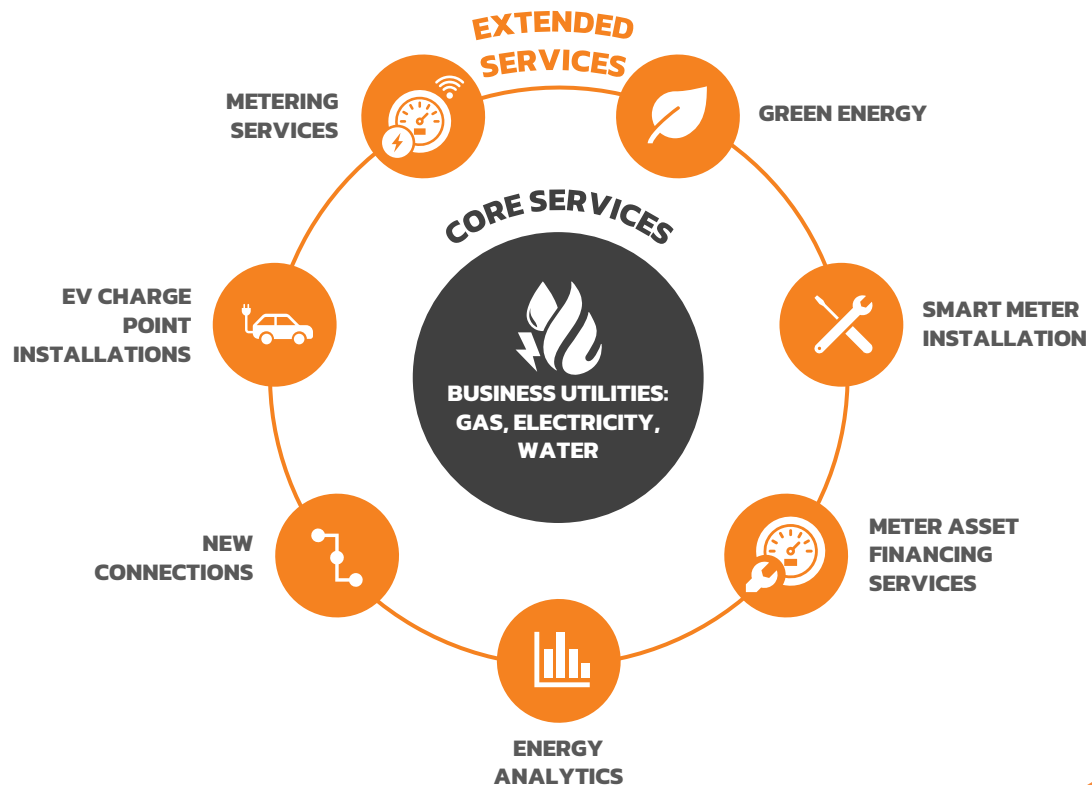 EXTENDED
SERVICES
METERING
SERVICES
GREEN ENERGY
CORE SERVICES
EV CHARGE
POINT
INSTALLATIONS
SMART METER
INSTALLATION
BUSINESS UTILITIES:
GAS, ELECTRICITY,
WATER
NEW
CONNECTIONS
METER ASSET
FINANCING
SERVICES
ENERGY
ANALYTICS